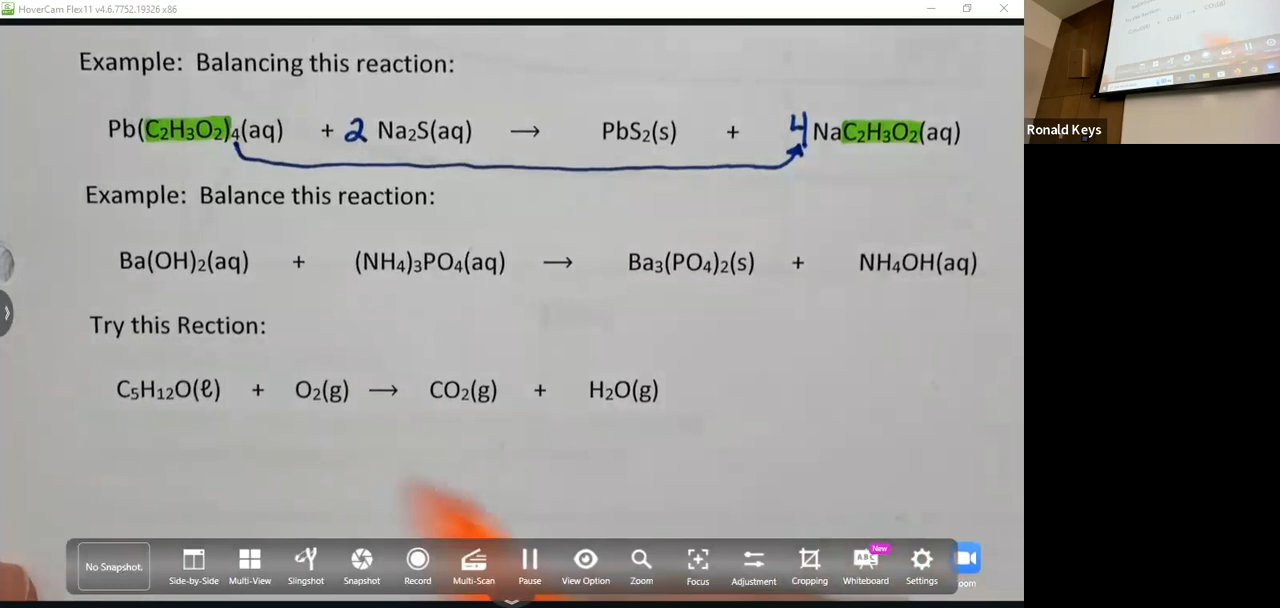 HoverCam Flex11 v4.6.7752.19326 x86
Example: Balancing this reaction:
Pb(C₂H₃O₂)₄(aq) + 2 Na₂S(aq) → PbS₂(s) + 4 NaC₂H₃O₂(aq)
Example: Balance this reaction:
Ba(OH)₂(aq) + (NH₄)₃PO₄(aq) → Ba₃(PO₄)₂(s) + NH₄OH(aq)
Try this Rection:
C₅H₁₂O(ℓ) + O₂(g) → CO₂(g) + H₂O(g)
Ronald Keys
No Snapshot.
Side-by-Side Multi-View Slingshot Snapshot Record Multi-Scan Pause View Option Zoom Focus Adjustment Cropping Whiteboard Settings oom
ABC New